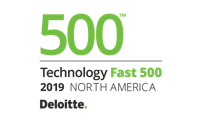 500™
Technology Fast 500
2019 NORTH AMERICA
Deloitte.